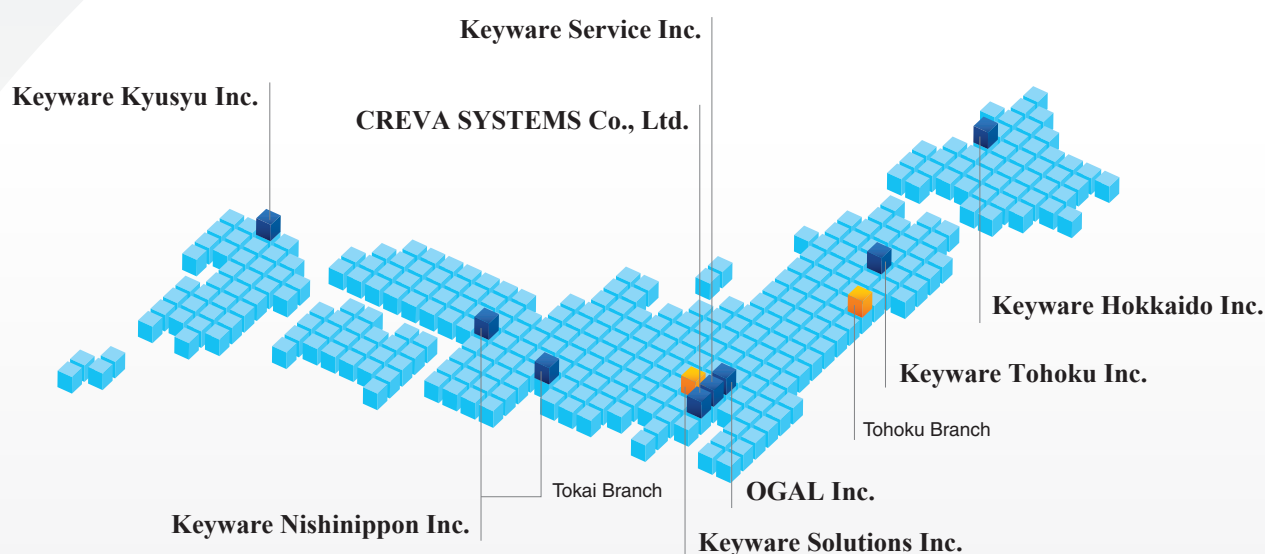 Keyware Service Inc.
Keyware Kyusyu Inc.
CREVA SYSTEMS Co., Ltd.
Keyware Hokkaido Inc.
Keyware Tohoku Inc.
Tohoku Branch
Tokai Branch
OGAL Inc.
Keyware Nishinippon Inc.
Keyware Solutions Inc.